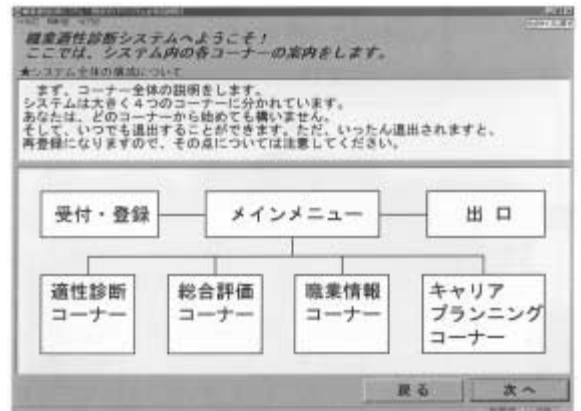 職業適性診断システムへようこそ!
ここでは、システム内の各コーナーの案内をします。
★システム全体の構成について
まず、コーナー全体の説明をします。
システムは大きく4つのコーナーに分かれています。
あなたは、どのコーナーから始めても構いません。
そして、いつでも退出することができます。ただ、いったん退出されますと、
再登録になりますので、その点については注意してください。
受付・登録
メインメニュー
出 口
適性診断
コーナー
総合評価
コーナー
職業情報
コーナー
キャリア
プランニング
コーナー
戻る
次へ